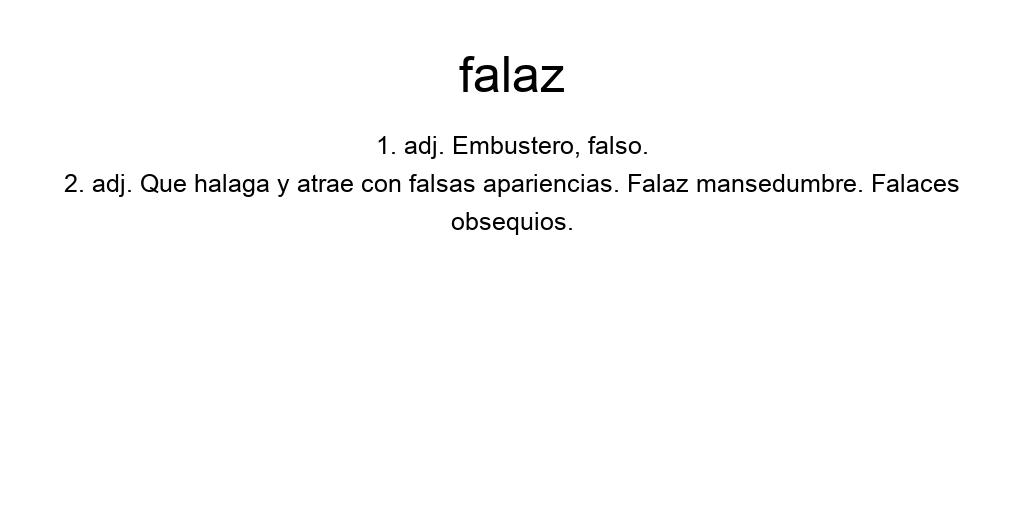 falaz
1. adj. Embustero, falso.
2. adj. Que halaga y atrae con falsas apariencias. Falaz mansedumbre. Falaces
obsequios.